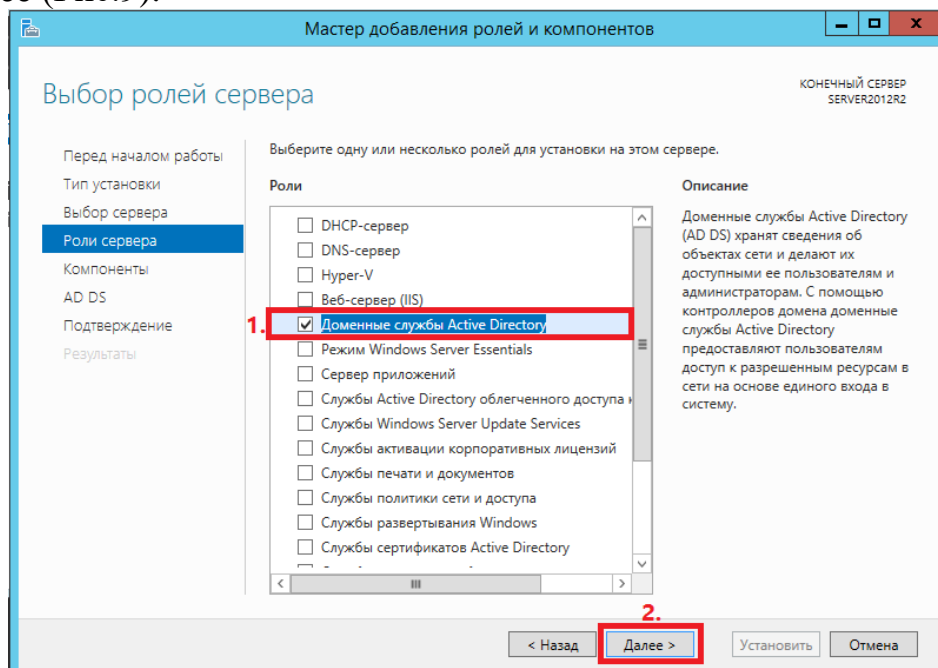 Мастер добавления ролей и компонентов
Выбор ролей сервера
КОНЕЧНЫЙ СЕРВЕР
SERVER2012R2
Перед началом работы
Тип установки
Выбор сервера
Роли сервера
Компоненты
AD DS
Подтверждение
Результаты
Выберите одну или несколько ролей для установки на этом сервере.
Роли
DHCP-сервер
DNS-сервер
Hyper-V
Веб-сервер (IIS)
1.
Доменные службы Active Directory
Режим Windows Server Essentials
Сервер приложений
Службы Active Directory облегченного доступа
Службы Windows Server Update Services
Службы активации корпоративных лицензий
Службы печати и документов
Службы политики сети и доступа
Службы развертывания Windows
Службы сертификатов Active Directory
Описание
Доменные службы Active Directory
(AD DS) хранят сведения об
объектах сети и делают их
доступными ее пользователям и
администраторам. С помощью
контроллеров домена доменные
службы Active Directory
предоставляют пользователям
доступ к разрешенным ресурсам в
сети на основе единого входа в
систему.
2.
< Назад
Далее >
Установить
Отмена